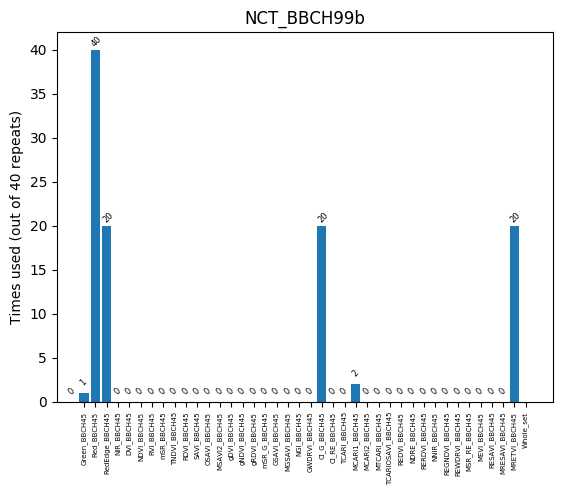 NCT_BBCH99b
Times used (out of 40 repeats)
40
35
30
25
20
15
10
5
0
0 1 40 20 0 0 0 0 0 0 0 0 0 0 0 0 0 0 0 0 0 0 20 0 0 2 0 0 0 0 0 0 0 0 0 0 0 0 0 20
Green_BBCH45
Red_BBCH45
RedEdge_BBCH45
NIR_BBCH45
DVI_BBCH45
NDVI_BBCH45
RVI_BBCH45
mSR_BBCH45
TNDVI_BBCH45
RDVI_BBCH45
SAVI_BBCH45
OSAVI_BBCH45
MSAVI2_BBCH45
gDVI_BBCH45
gNDVI_BBCH45
gRDVI_BBCH45
mSR_G_BBCH45
GSAVI_BBCH45
MGSAVI_BBCH45
NGI_BBCH45
GWDRVI_BBCH45
CI_G_BBCH45
CI_RE_BBCH45
TCARI_BBCH45
MCARI1_BBCH45
MCARI2_BBCH45
MTCARI_BBCH45
TCARIOSAVI_BBCH45
REDVI_BBCH45
NDRE_BBCH45
RERDVI_BBCH45
NNIR_BBCH45
REGNDVI_BBCH45
REWDRVI_BBCH45
MSR_RE_BBCH45
MEVI_BBCH45
RESAVI_BBCH45
MRESAVI_BBCH45
MRETVI_BBCH45
Whole_set